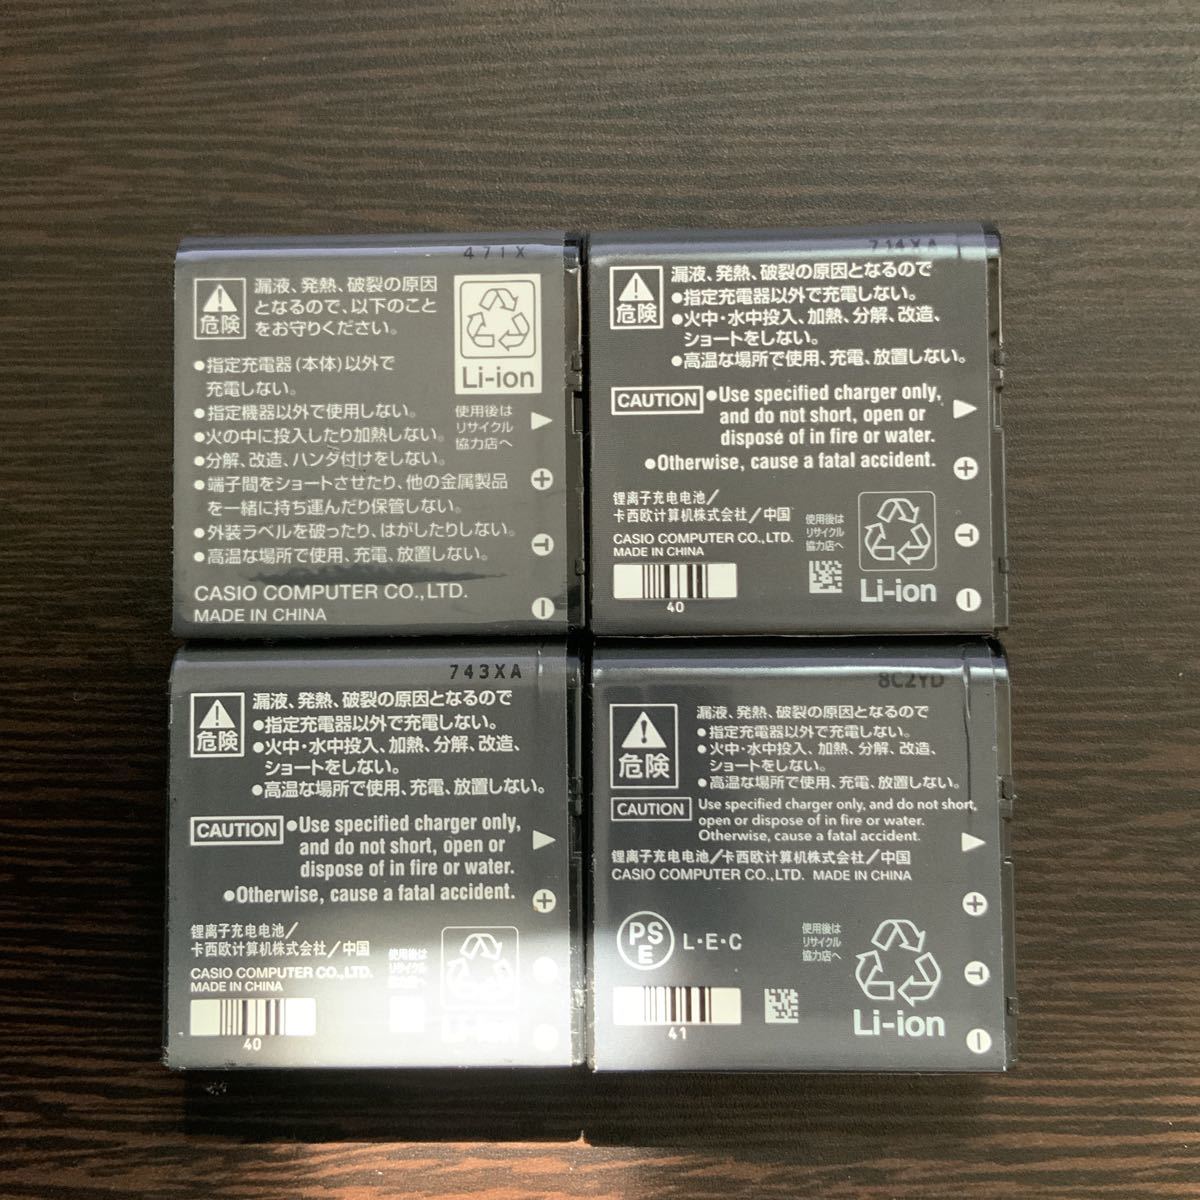 471X
危険
漏液、発熱、破裂の原因
となるので、以下のこと
をお守りください。
●指定充電器(本体)以外で
充電しない。
●指定機器以外で使用しない。
●火の中に投入したり加熱しない。
●分解、改造、ハンダ付けをしない。
●端子間をショートさせたり、他の金属製品
を一緒に持ち運んだり保管しない。
●外装ラベルを破ったり、はがしたりしない。
●高温な場所で使用、充電、放置しない。
Li-ion
使用後は
リサイクル
協力店へ
+
T
−
CASIO COMPUTER CO.,LTD.
MADE IN CHINA
714XA
危険
漏液、発熱、破裂の原因となるので
●指定充電器以外で充電しない。
●火中・水中投入、加熱、分解、改造、
ショートをしない。
●高温な場所で使用、充電、放置しない。
CAUTION
●Use specified charger only,
and do not short, open or
dispose of in fire or water.
●Otherwise, cause a fatal accident.
锂离子充电电池/
卡西欧计算机株式会社/中国
CASIO COMPUTER CO.,LTD.
MADE IN CHINA
40
使用後は
リサイクル
協力店へ
Li-ion
+
T
−
743XA
危険
漏液、発熱、破裂の原因となるので
●指定充電器以外で充電しない。
●火中・水中投入、加熱、分解、改造、
ショートをしない。
●高温な場所で使用、充電、放置しない。
CAUTION
●Use specified charger only,
and do not short, open or
dispose of in fire or water.
●Otherwise, cause a fatal accident.
锂离子充电电池/
卡西欧计算机株式会社/中国
CASIO COMPUTER CO.,LTD.
MADE IN CHINA
40
使用後は
リサイクル
協力店へ
Li-ion
+
8C2YD
危険
漏液、発熱、破裂の原因となるので
●指定充電器以外で充電しない。
●火中・水中投入、加熱、分解、改造、
ショートをしない。
●高温な場所で使用、充電、放置しない。
CAUTION
Use specified charger only, and do not short,
open or dispose of in fire or water.
Otherwise, cause a fatal accident.
锂离子充电电池/卡西欧计算机株式会社/中国
CASIO COMPUTER CO.,LTD. MADE IN CHINA
PS
E
L・E・C
41
使用後は
リサイクル
協力店へ
Li-ion
+
T
−